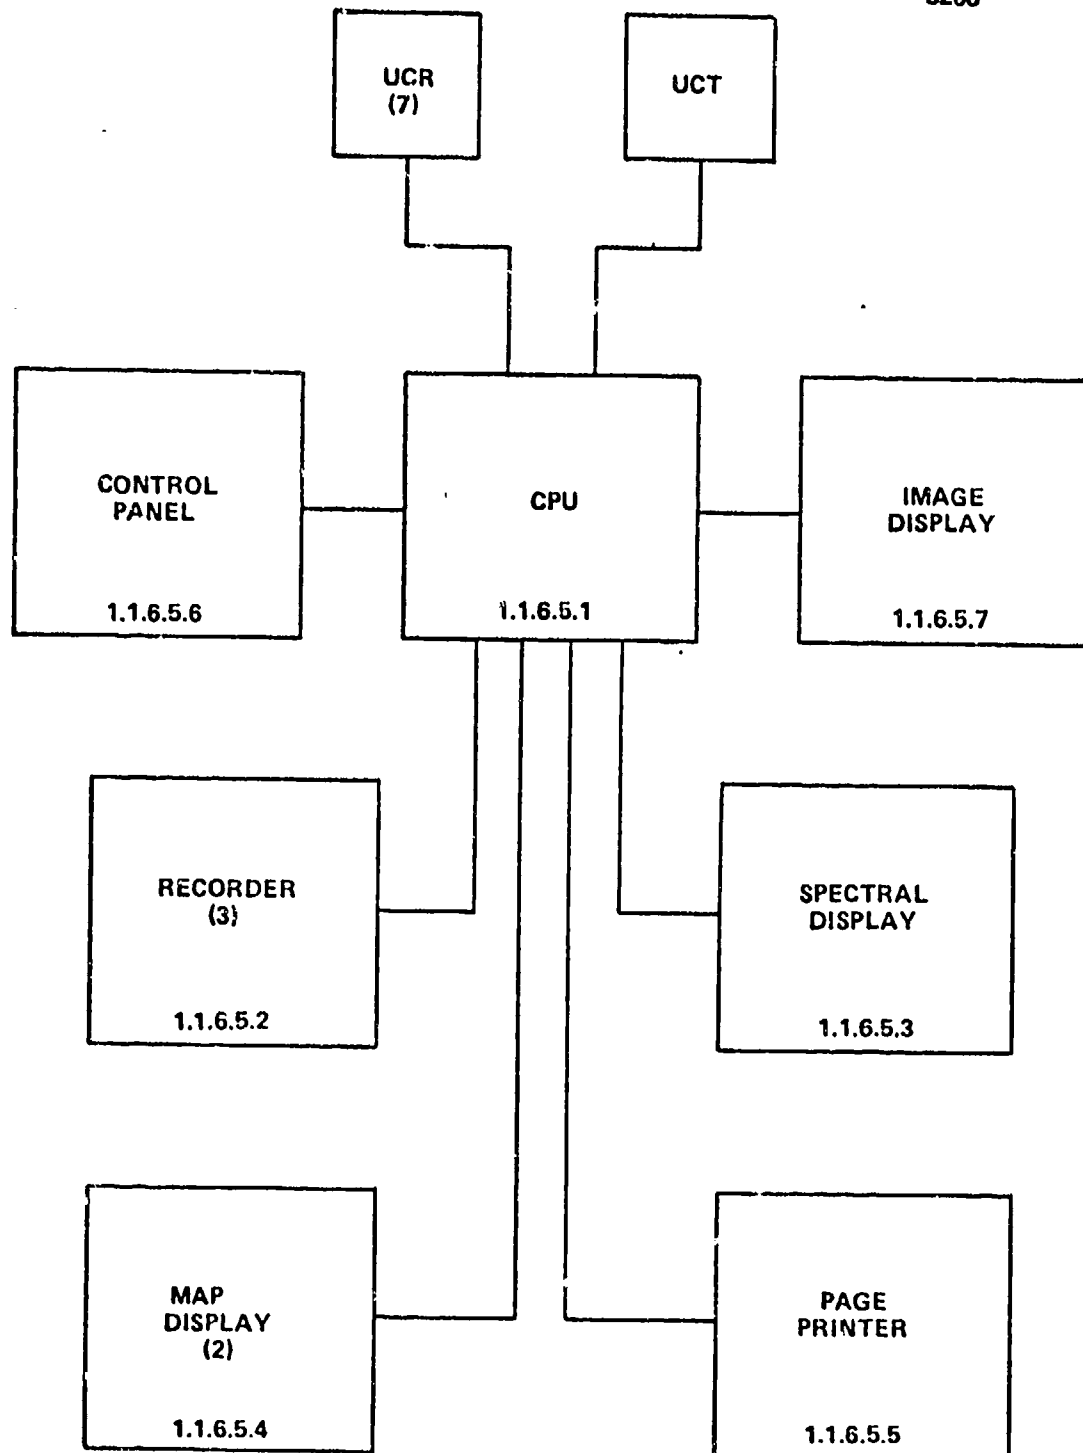 UCR
(7)
UCT
CONTROL
PANEL
1.1.6.5.6
CPU
1.1.6.5.1
IMAGE
DISPLAY
1.1.6.5.7
RECORDER
(3)
1.1.6.5.2
SPECTRAL
DISPLAY
1.1.6.5.3
MAP
DISPLAY
(2)
1.1.6.5.4
PAGE
PRINTER
1.1.6.5.5